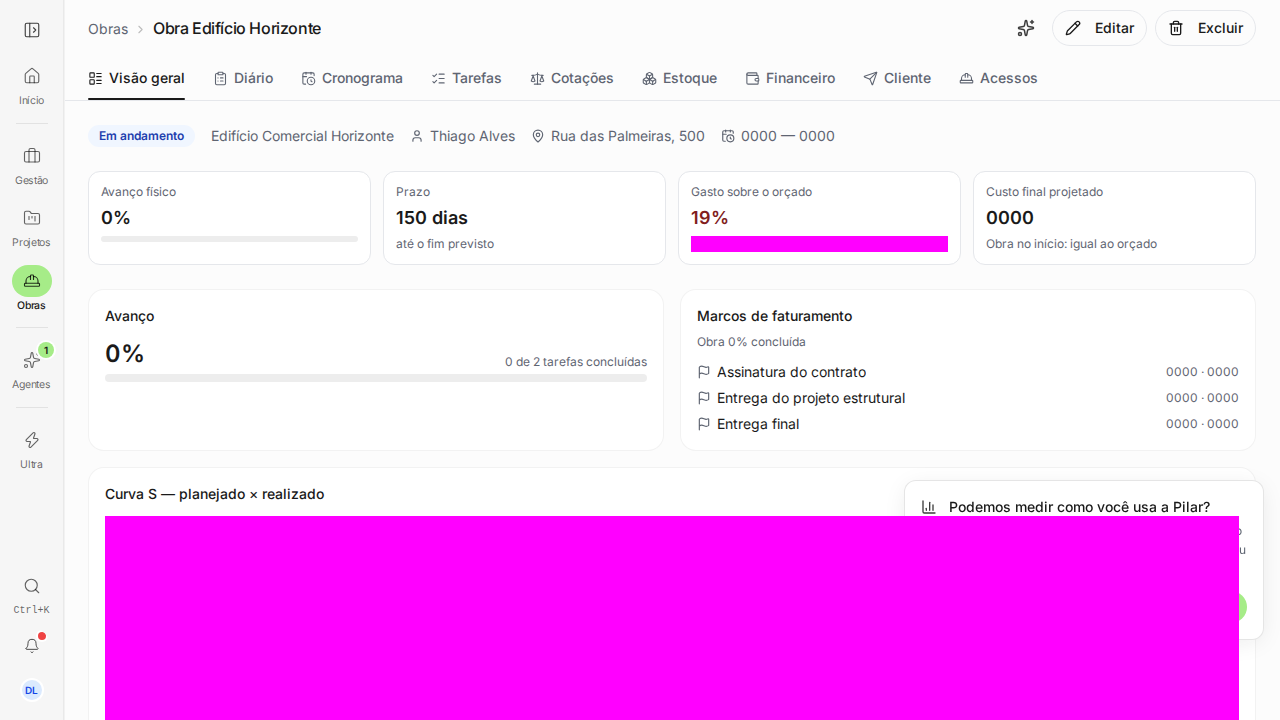 Obras
Obra Edifício Horizonte
Editar
Excluir
Visão geral
Diário
Cronograma
Tarefas
Cotações
Estoque
Financeiro
Cliente
Acessos
Início
Gestão
Projetos
Obras
1
Agentes
Ultra
Ctrl+K
DL
Em andamento
Edifício Comercial Horizonte
Thiago Alves
Rua das Palmeiras, 500
0000 — 0000
Avanço físico
0%
Prazo
150 dias
até o fim previsto
Gasto sobre o orçado
19%
Custo final projetado
0000
Obra no início: igual ao orçado
Avanço
0%
0 de 2 tarefas concluídas
Marcos de faturamento
Obra 0% concluída
Assinatura do contrato 0000 · 0000
Entrega do projeto estrutural 0000 · 0000
Entrega final 0000 · 0000
Curva S — planejado × realizado
Podemos medir como você usa a Pilar?